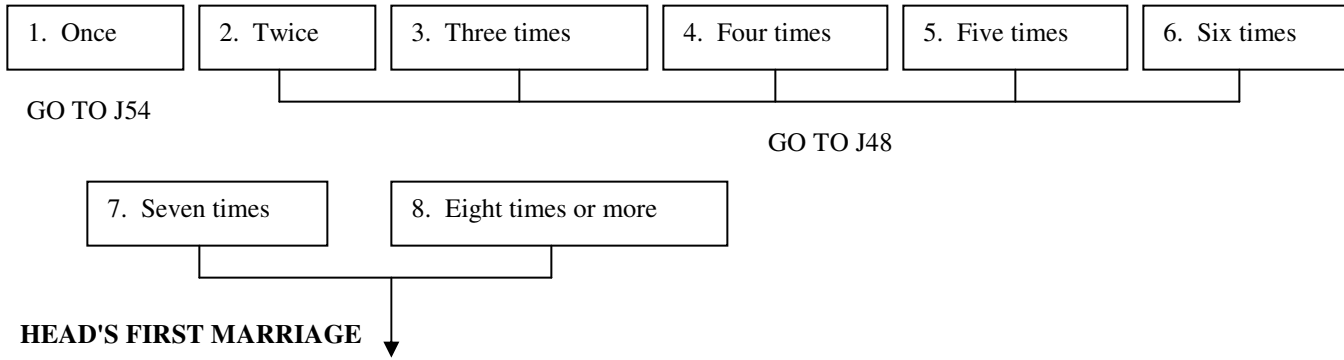 1. Once 2. Twice 3. Three times 4. Four times 5. Five times 6. Six times
GO TO J54
GO TO J48
7. Seven times 8. Eight times or more
HEAD'S FIRST MARRIAGE